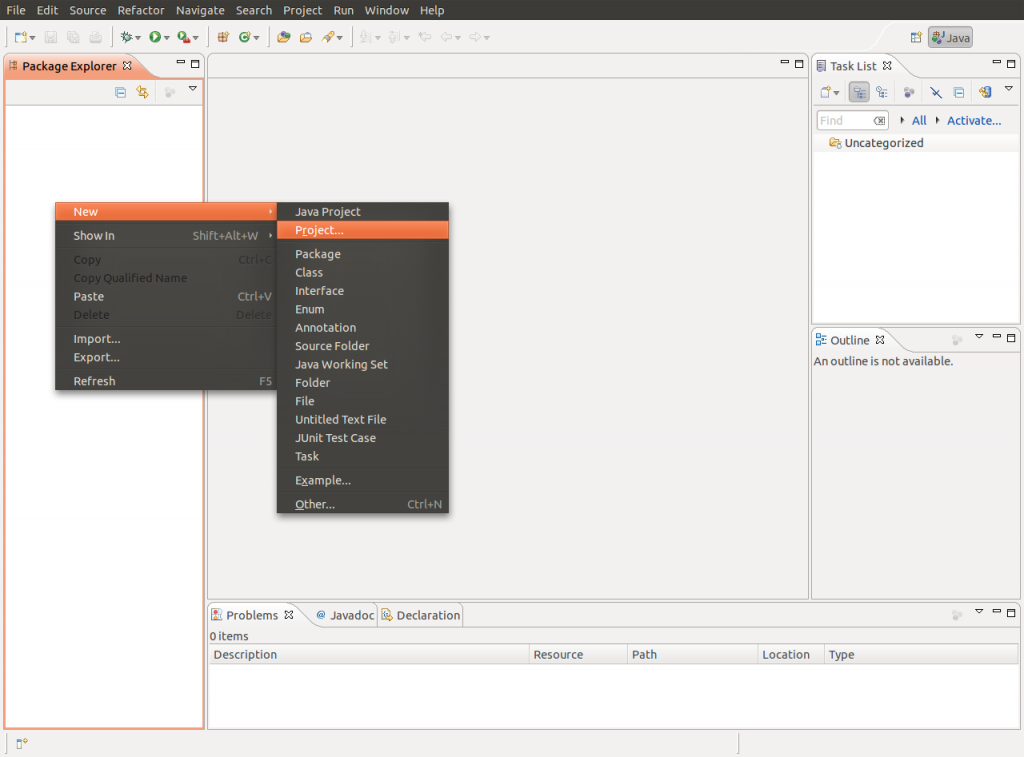 File Edit Source Refactor Navigate Search Project Run Window Help
Java
Package Explorer
Task List
Find All Activate...
Uncategorized
New
Show In Shift+Alt+W
Copy Ctrl+C
Copy Qualified Name
Paste Ctrl+V
Delete Delete
Import...
Export...
Refresh F5
Java Project
Project...
Package
Class
Interface
Enum
Annotation
Source Folder
Java Working Set
Folder
File
Untitled Text File
JUnit Test Case
Task
Example...
Other... Ctrl+N
Outline
An outline is not available.
Problems Javadoc Declaration
0 items
Description Resource Path Location Type